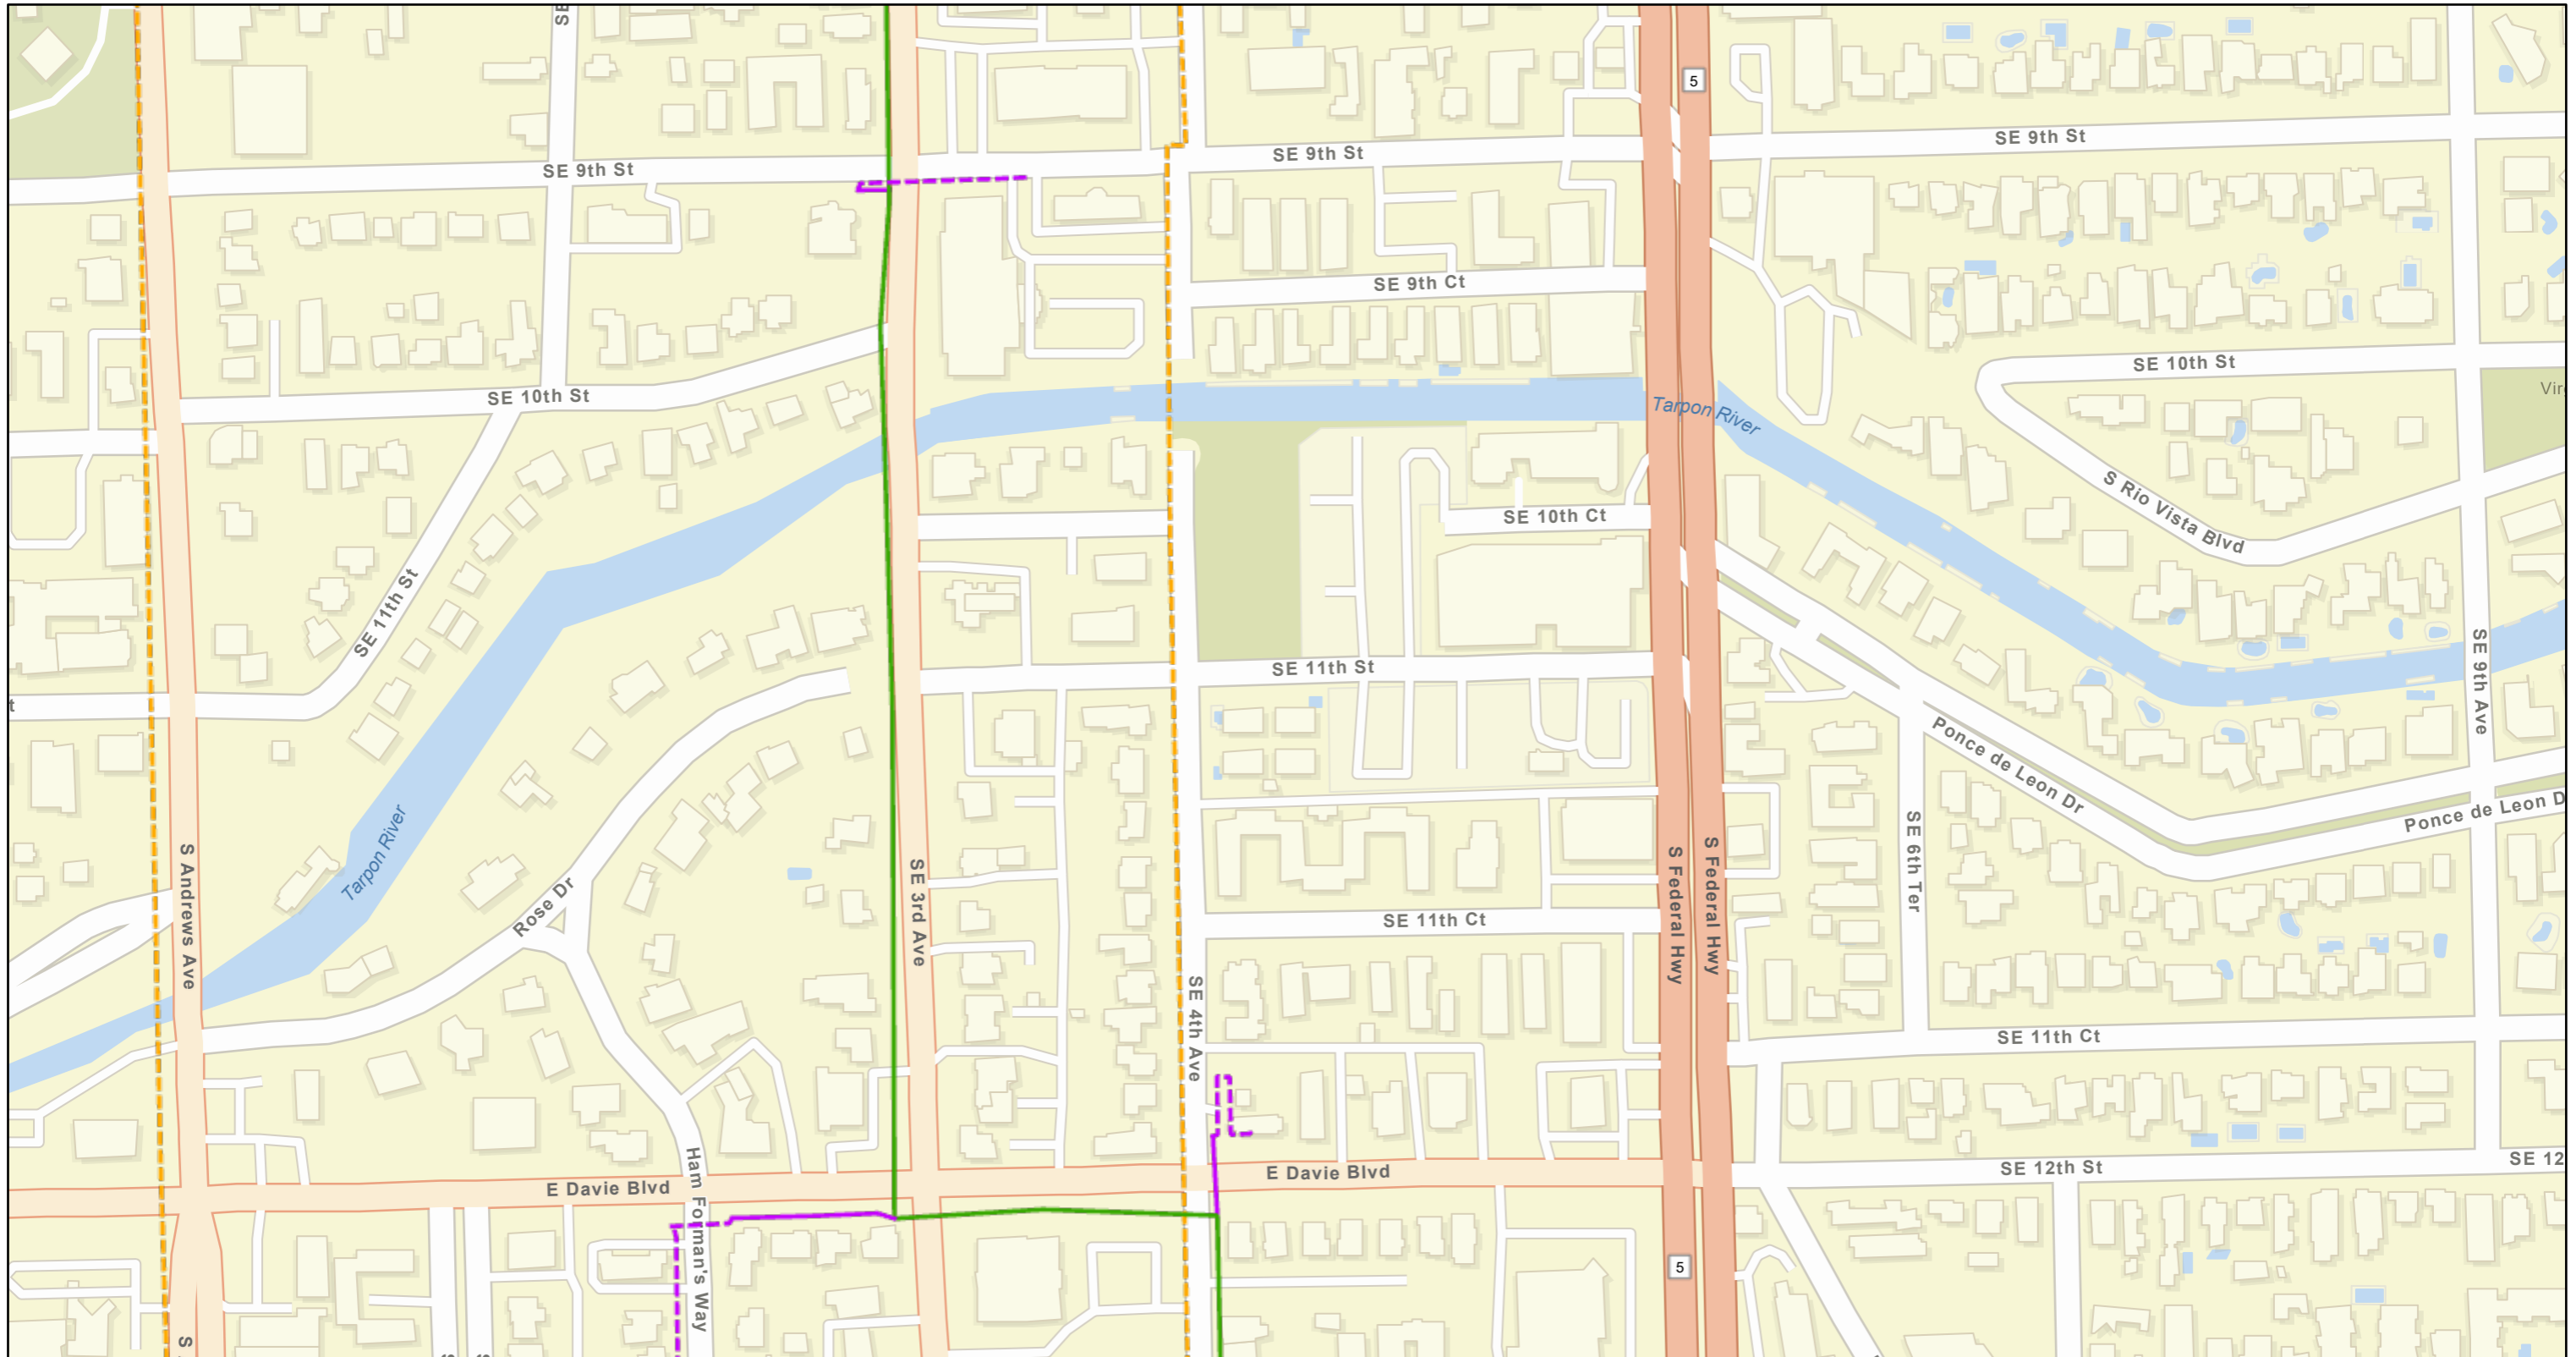 SE
5
SE 9th St
SE 9th St
SE 9th St
SE 9th Ct
SE 10th St
SE 10th St
Tarpon River
S Rio Vista Blvd
SE 10th Ct
SE 11th St
SE 11th St
SE 9th Ave
t
Ponce de Leon Dr
Ponce de Leon D
Tarpon River
S Andrews Ave
Rose Dr
SE 3rd Ave
SE 11th Ct
S Federal Hwy
S Federal Hwy
SE 6th Ter
SE 4th Ave
SE 11th Ct
E Davie Blvd
E Davie Blvd
SE 12th St
SE 12
Ham Forman's Way
5
S